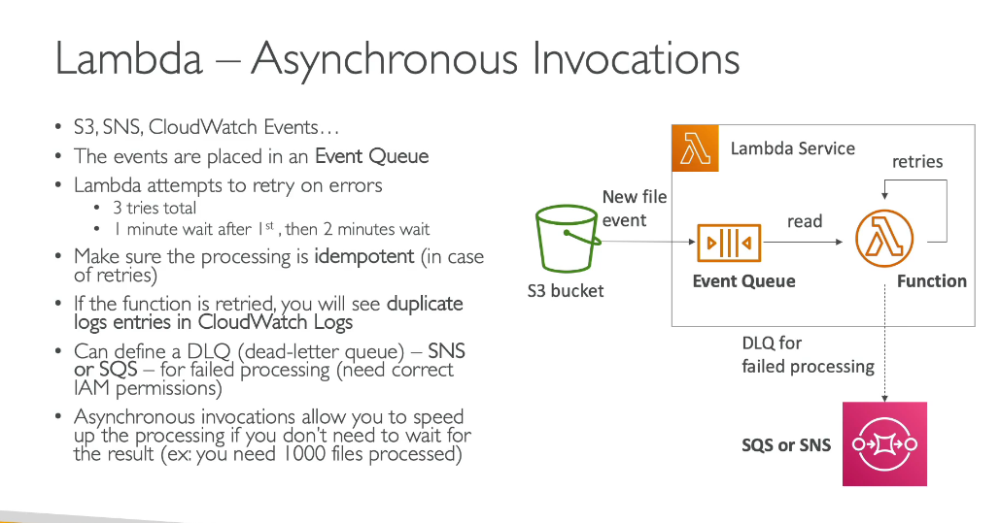 Lambda – Asynchronous Invocations
• S3, SNS, CloudWatch Events…
• The events are placed in an Event Queue
• Lambda attempts to retry on errors
• 3 tries total
• 1 minute wait after 1st , then 2 minutes wait
• Make sure the processing is idempotent (in case
of retries)
• If the function is retried, you will see duplicate
logs entries in CloudWatch Logs
• Can define a DLQ (dead-letter queue) – SNS
or SQS – for failed processing (need correct
IAM permissions)
• Asynchronous invocations allow you to speed
up the processing if you don't need to wait for
the result (ex: you need 1000 files processed)
Lambda Service
retries
New file
event
read
S3 bucket
Event Queue
Function
DLQ for
failed processing
SQS or SNS